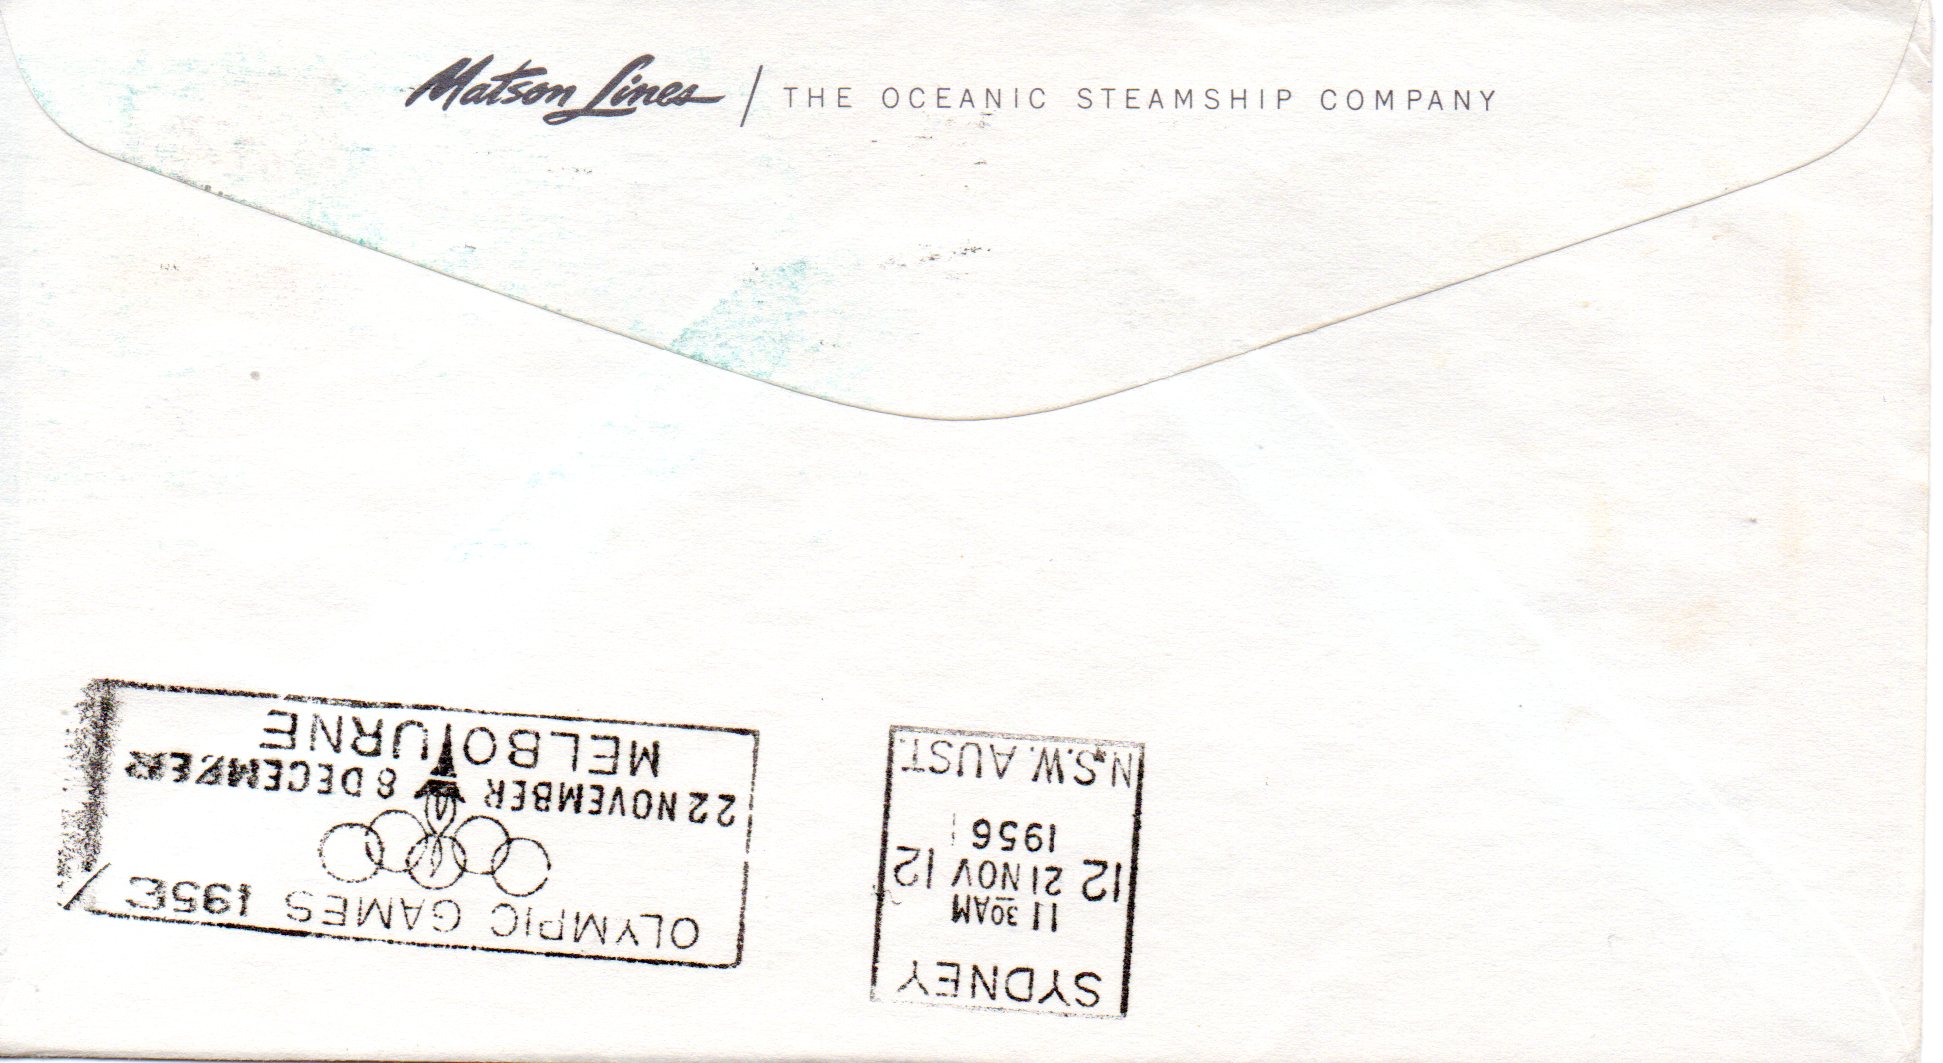 Matson Lines / THE OCEANIC STEAMSHIP COMPANY
SYDNEY
11 30AM
12 21 NOV 12
1956
N.S.W. AUST.
OLYMPIC GAMES 1956
22 NOVEMBER 8 DECEMBER
MELBOURNE